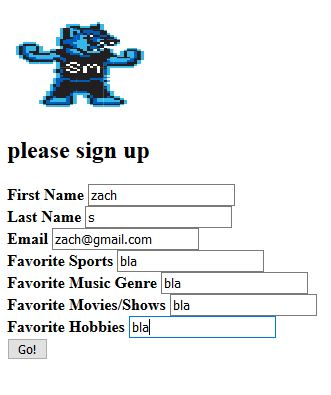 SM
please sign up
First Name zach
Last Name s
Email zach@gmail.com
Favorite Sports bla
Favorite Music Genre bla
Favorite Movies/Shows bla
Favorite Hobbies bla
Go!